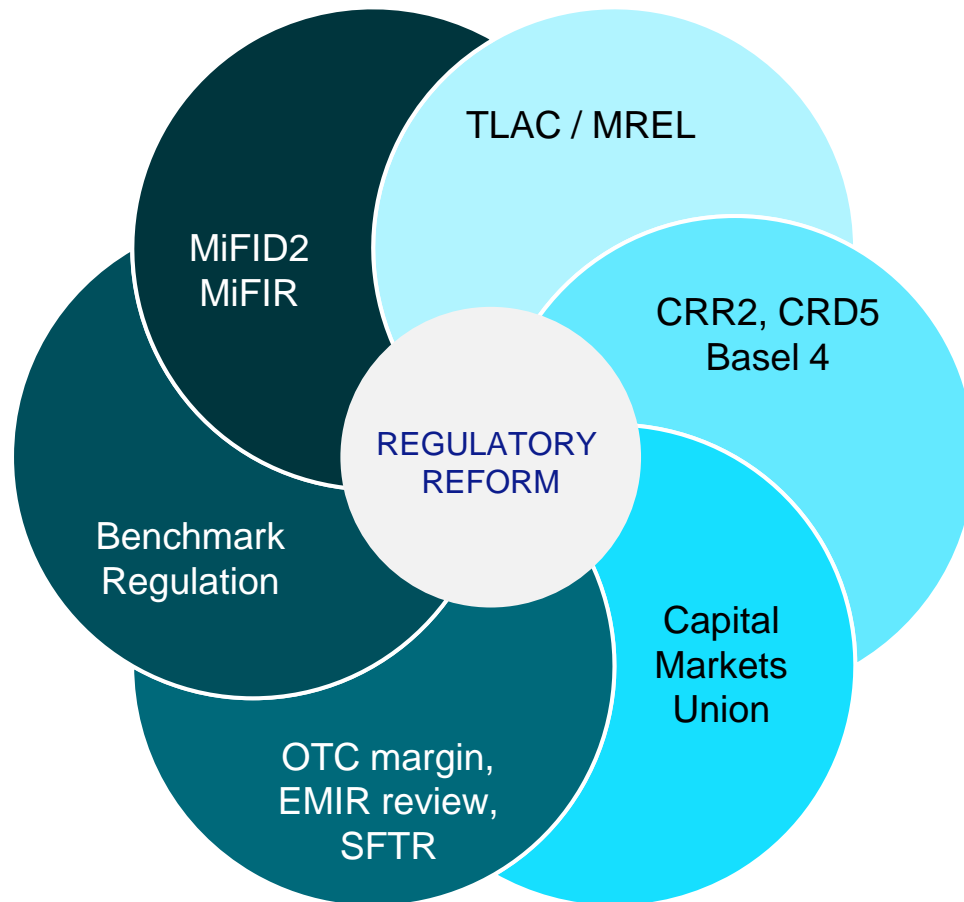 TLAC / MREL
MiFID2
MiFIR
CRR2, CRD5
Basel 4
REGULATORY
REFORM
Benchmark
Regulation
Capital
Markets
Union
OTC margin,
EMIR review,
SFTR